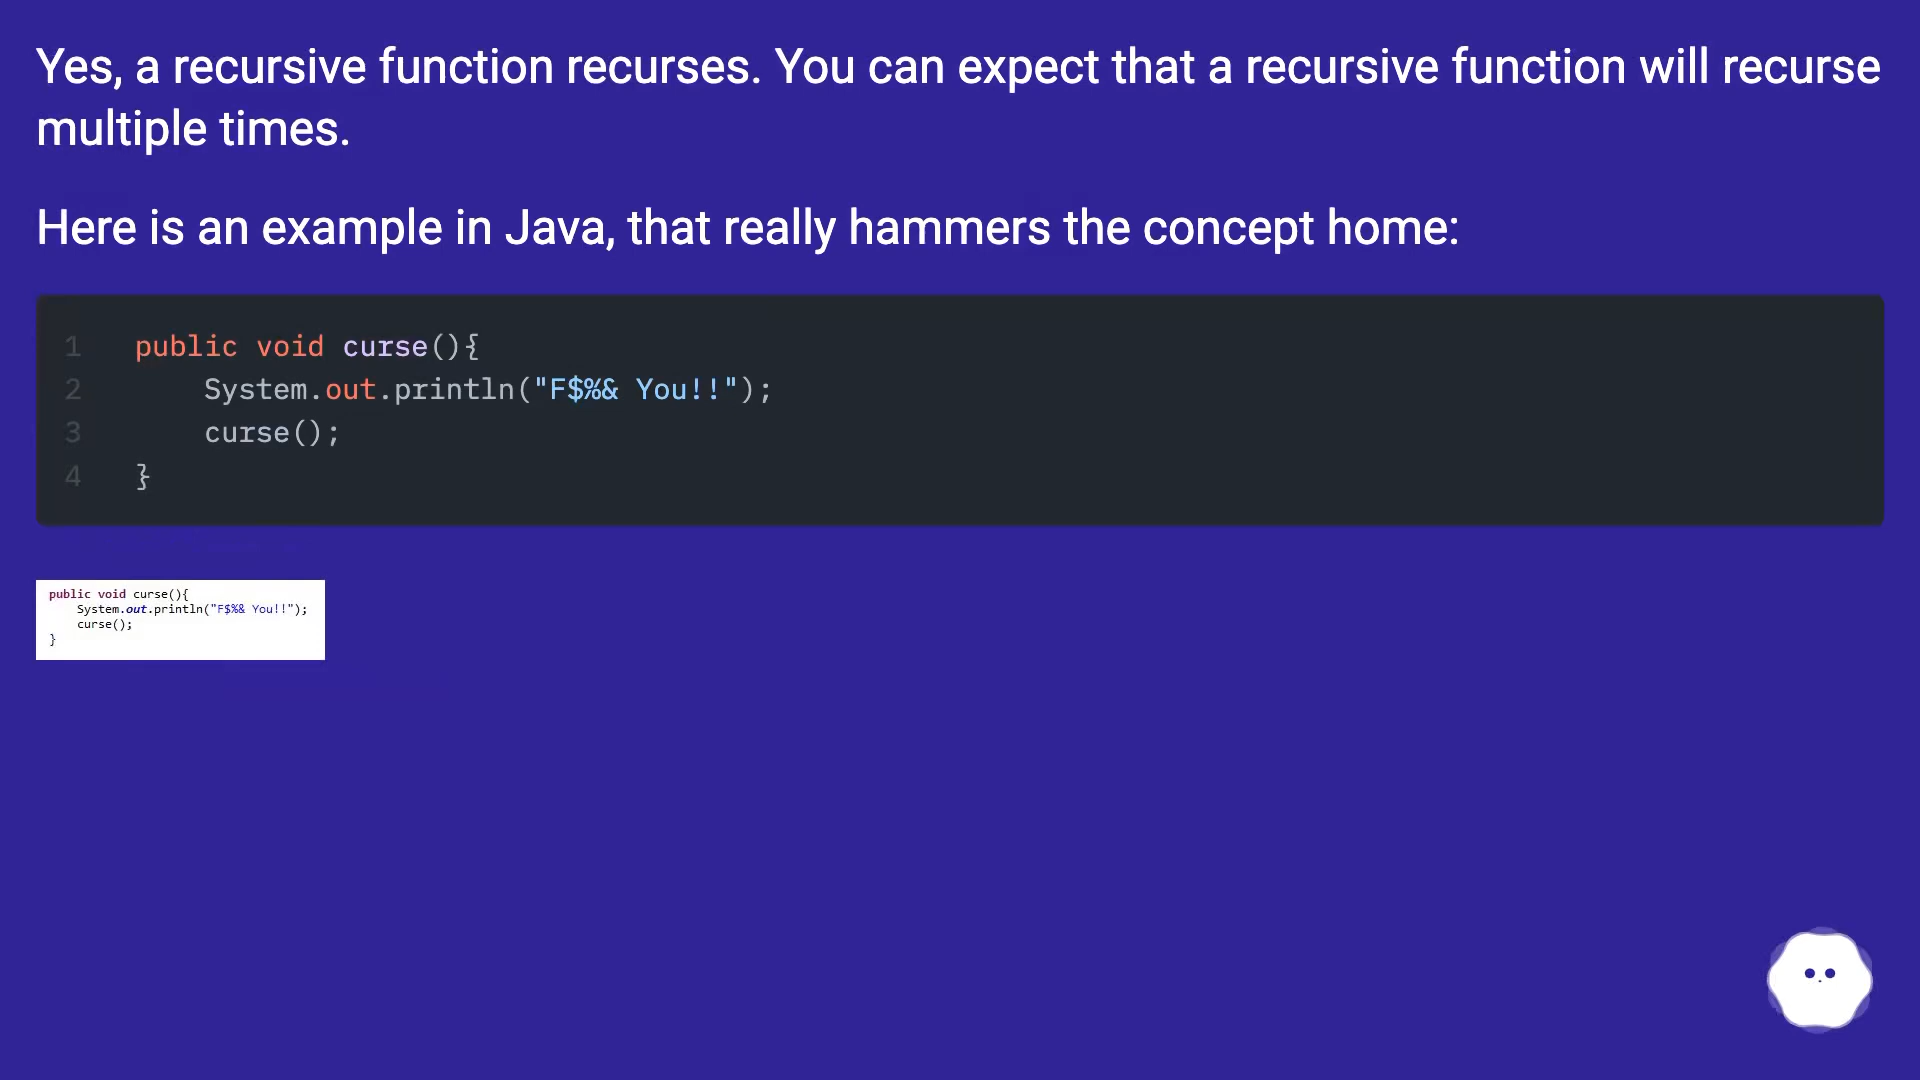 Yes, a recursive function recurses. You can expect that a recursive function will recurse
multiple times.
Here is an example in Java, that really hammers the concept home:
1 public void curse(){
2 System.out.println("F$%& You!!");
3 curse();
4 }
public void curse(){
System.out.println("F$%& You!!");
curse();
}